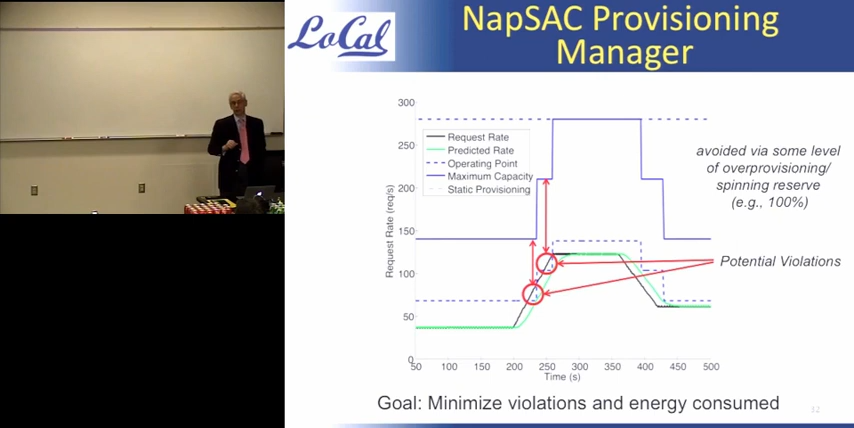 LoCal
NapSAC Provisioning
Manager
300
250
200
150
100
50
0
Request Rate (req/s)
Request Rate
Predicted Rate
Operating Point
Maximum Capacity
Static Provisioning
avoided via some level
of overprovisioning/
spinning reserve
(e.g., 100%)
Potential Violations
50 100 150 200 250 300 350 400 450 500
Time (s)
Goal: Minimize violations and energy consumed
32